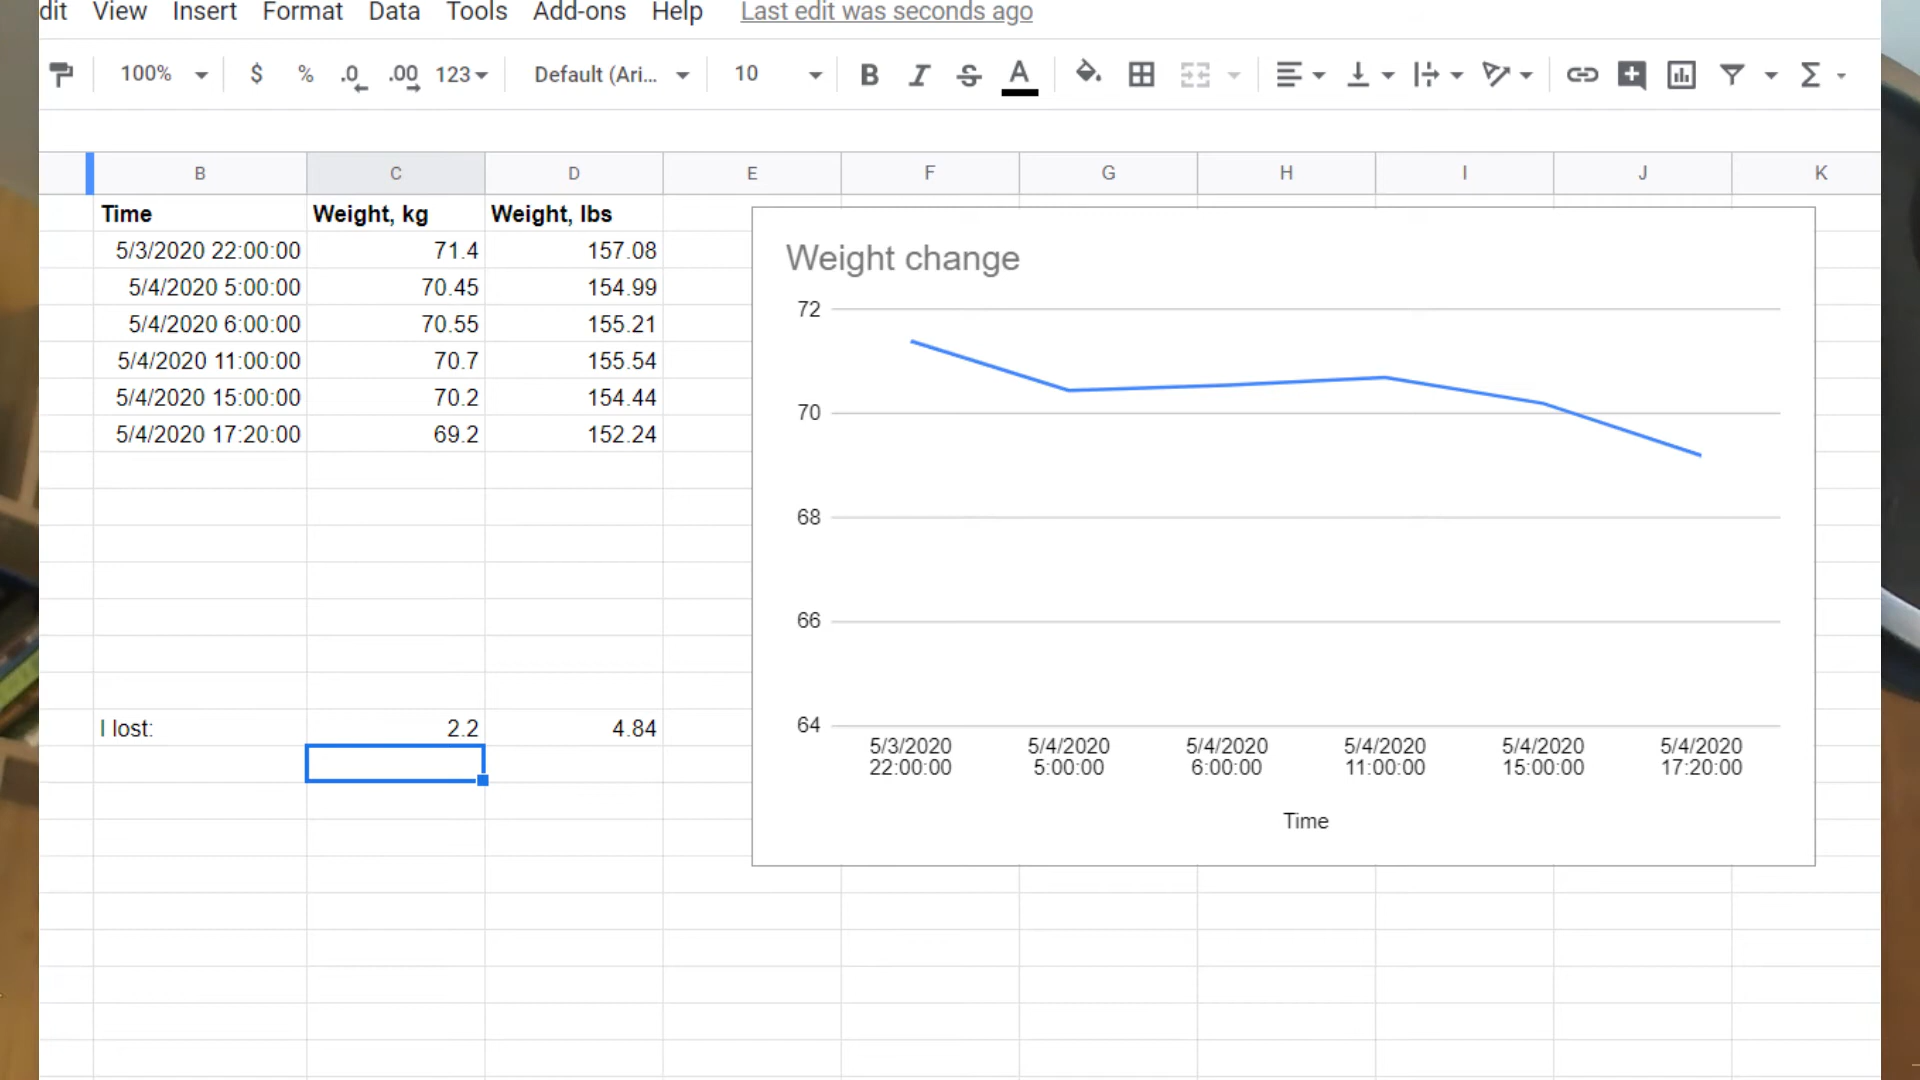 dit View Insert Format Data Tools Add-ons Help Last edit was seconds ago
100% $ % .0 .00 123 Default (Ari... 10 B I S A Σ
B C D E F G H I J K
Time Weight, kg Weight, lbs
5/3/2020 22:00:00 71.4 157.08
5/4/2020 5:00:00 70.45 154.99
5/4/2020 6:00:00 70.55 155.21
5/4/2020 11:00:00 70.7 155.54
5/4/2020 15:00:00 70.2 154.44
5/4/2020 17:20:00 69.2 152.24
I lost: 2.2 4.84
Weight change
72
70
68
66
64
5/3/2020 5/4/2020 5/4/2020 5/4/2020 5/4/2020 5/4/2020
22:00:00 5:00:00 6:00:00 11:00:00 15:00:00 17:20:00
Time